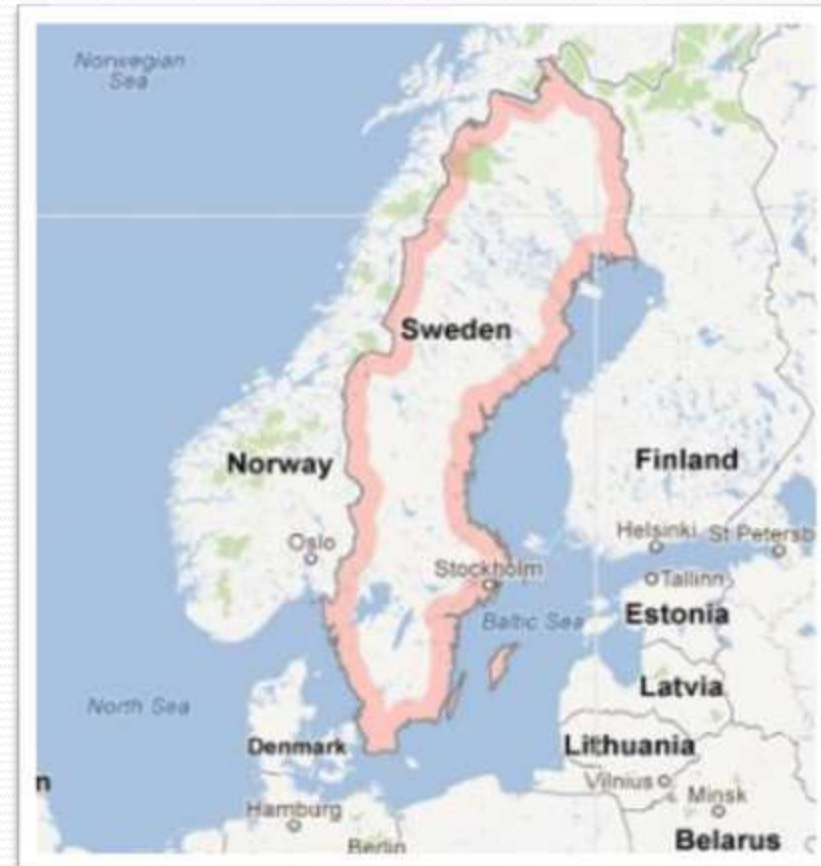 Norwegian
Sea
Sweden
Norway
Finland
Oslo
Helsinki
St Petersb
Stockholm
Tallinn
Baltic Sea
Estonia
Latvia
North Sea
Denmark
Lithuania
n
Vilnius
Minsk
Hamburg
Berlin
Belarus